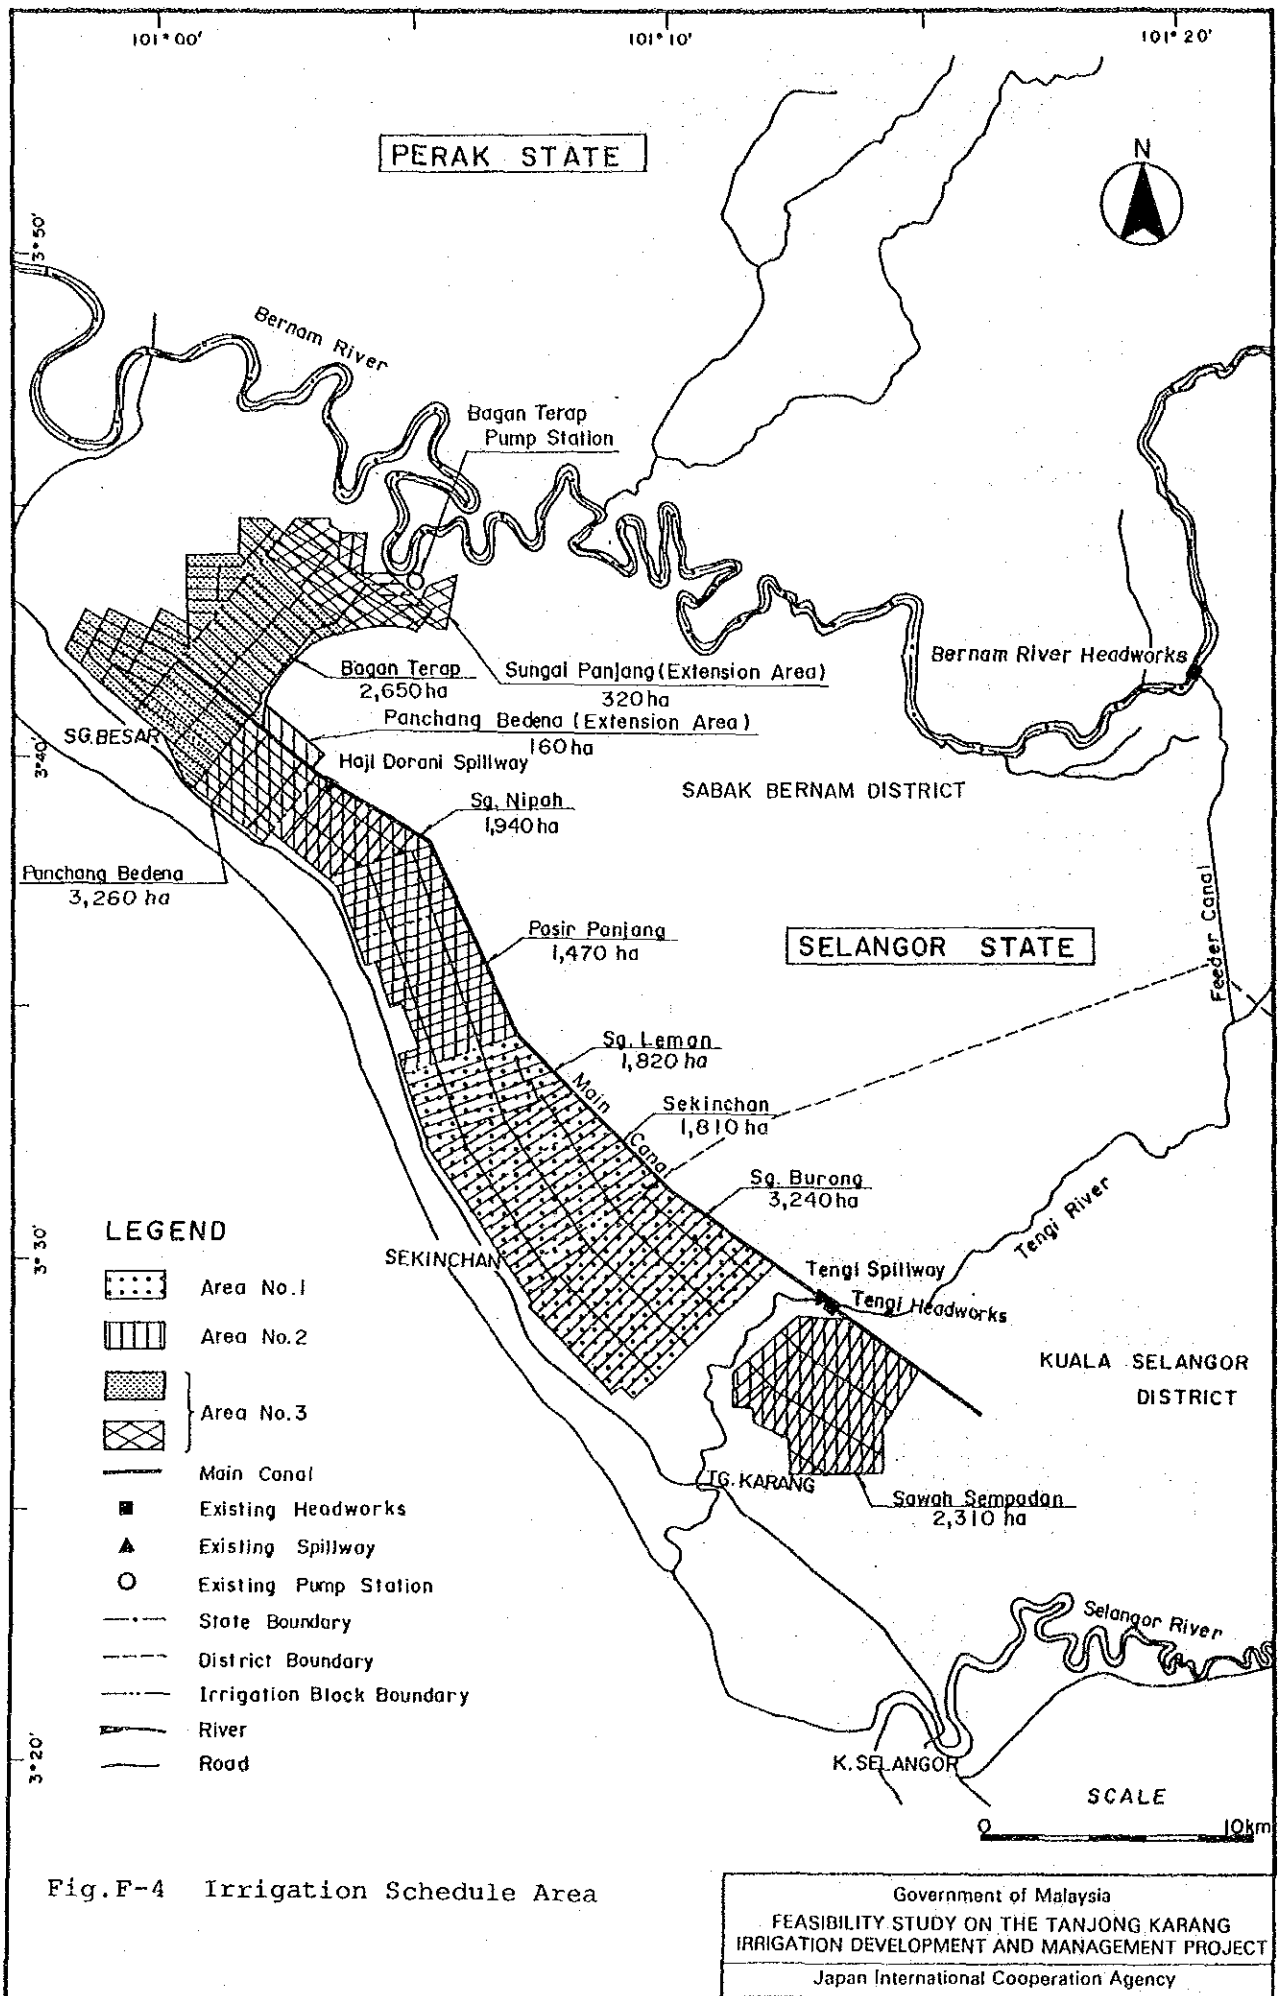 101°00'
101°10'
101°20'
PERAK STATE
N
3°50'
Bernam River
Bagan Terap
Pump Station
Bernam River Headworks
Bagan Terap
2,650 ha
Sungai Panjang (Extension Area)
320 ha
Panchang Bedena (Extension Area)
160 ha
SG. BESAR
3°40'
Haji Dorani Spillway
SABAK BERNAM DISTRICT
Sg. Nipah
1,940 ha
Panchang Bedena
3,260 ha
Feeder Canal
Pasir Panjang
1,470 ha
SELANGOR STATE
Sg. Leman
1,820 ha
Main
Cana
Sekinchan
1,810 ha
Sg. Burong
3,240 ha
Tengi River
LEGEND
3°30'
SEKINCHAN
Tengi Spillway
Tengi Headworks
Area No.1
Area No.2
Area No.3
KUALA SELANGOR
DISTRICT
Main Canal
TG. KARANG
Sawah Sempadan
2,310 ha
Existing Headworks
Existing Spillway
Existing Pump Station
State Boundary
District Boundary
Irrigation Block Boundary
River
Road
Selangor River
3°20'
K. SELANGOR
SCALE
0 10km
Fig.F-4 Irrigation Schedule Area
Government of Malaysia
FEASIBILITY STUDY ON THE TANJONG KARANG
IRRIGATION DEVELOPMENT AND MANAGEMENT PROJECT
Japan International Cooperation Agency